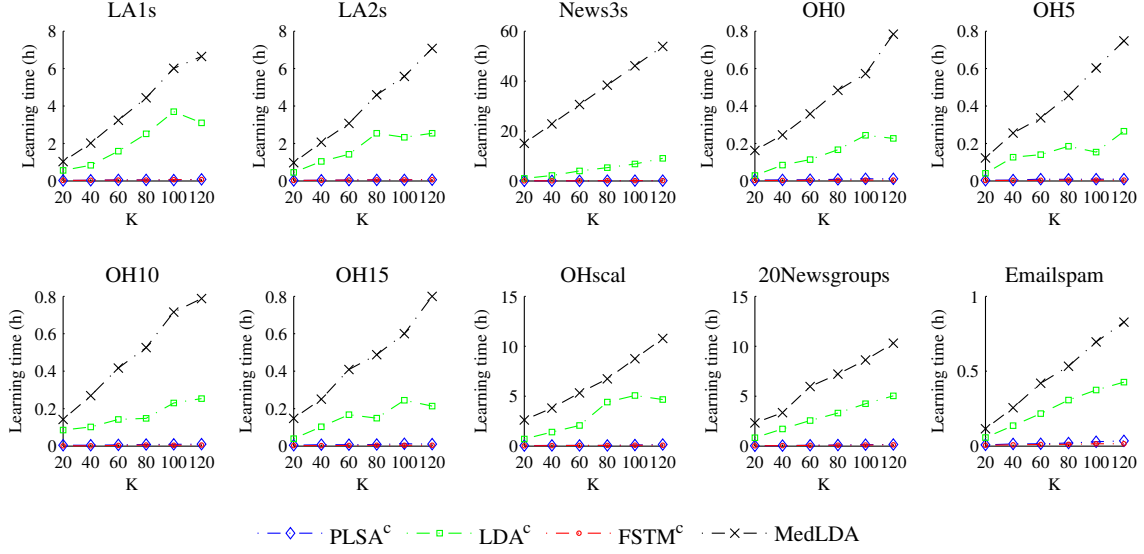 LA1s LA2s News3s OH0 OH5
8 8 60 0.8 0.8
6 6 0.6 0.6
40
4 4 0.4 0.4
20
2 2 0.2 0.2
0 0 0 0 0
Learning time (h) Learning time (h) Learning time (h) Learning time (h) Learning time (h)
20 40 60 80 100 120 20 40 60 80 100 120 20 40 60 80 100 120 20 40 60 80 100 120 20 40 60 80 100 120
K K K K K
OH10 OH15 OHscal 20Newsgroups Emailspam
0.8 0.8 15 15 1
0.6 0.6
10 10
0.4 0.4 0.5
5 5
0.2 0.2
0 0 0 0 0
Learning time (h) Learning time (h) Learning time (h) Learning time (h) Learning time (h)
20 40 60 80 100 120 20 40 60 80 100 120 20 40 60 80 100 120 20 40 60 80 100 120 20 40 60 80 100 120
K K K K K
PLSA^c LDA^c FSTM^c MedLDA